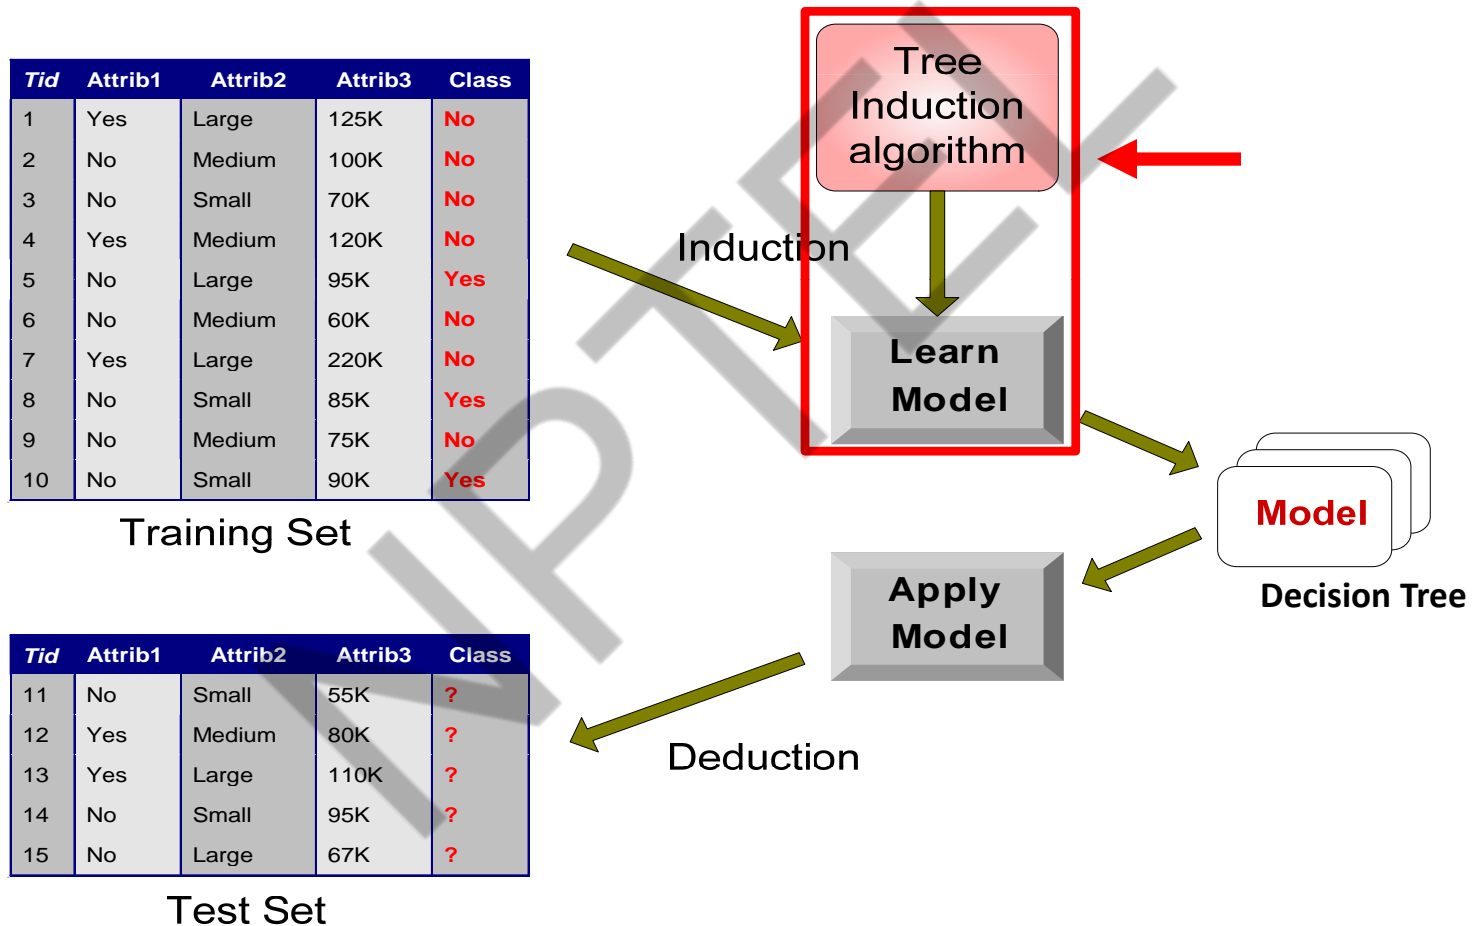 Tid Attrib1 Attrib2 Attrib3 Class
1 Yes Large 125K No
2 No Medium 100K No
3 No Small 70K No
4 Yes Medium 120K No
5 No Large 95K Yes
6 No Medium 60K No
7 Yes Large 220K No
8 No Small 85K Yes
9 No Medium 75K No
10 No Small 90K Yes
Training Set
Tree
Induction
algorithm
Induction
Learn
Model
Model
Decision Tree
Apply
Model
Deduction
Tid Attrib1 Attrib2 Attrib3 Class
11 No Small 55K ?
12 Yes Medium 80K ?
13 Yes Large 110K ?
14 No Small 95K ?
15 No Large 67K ?
Test Set
NPTEL